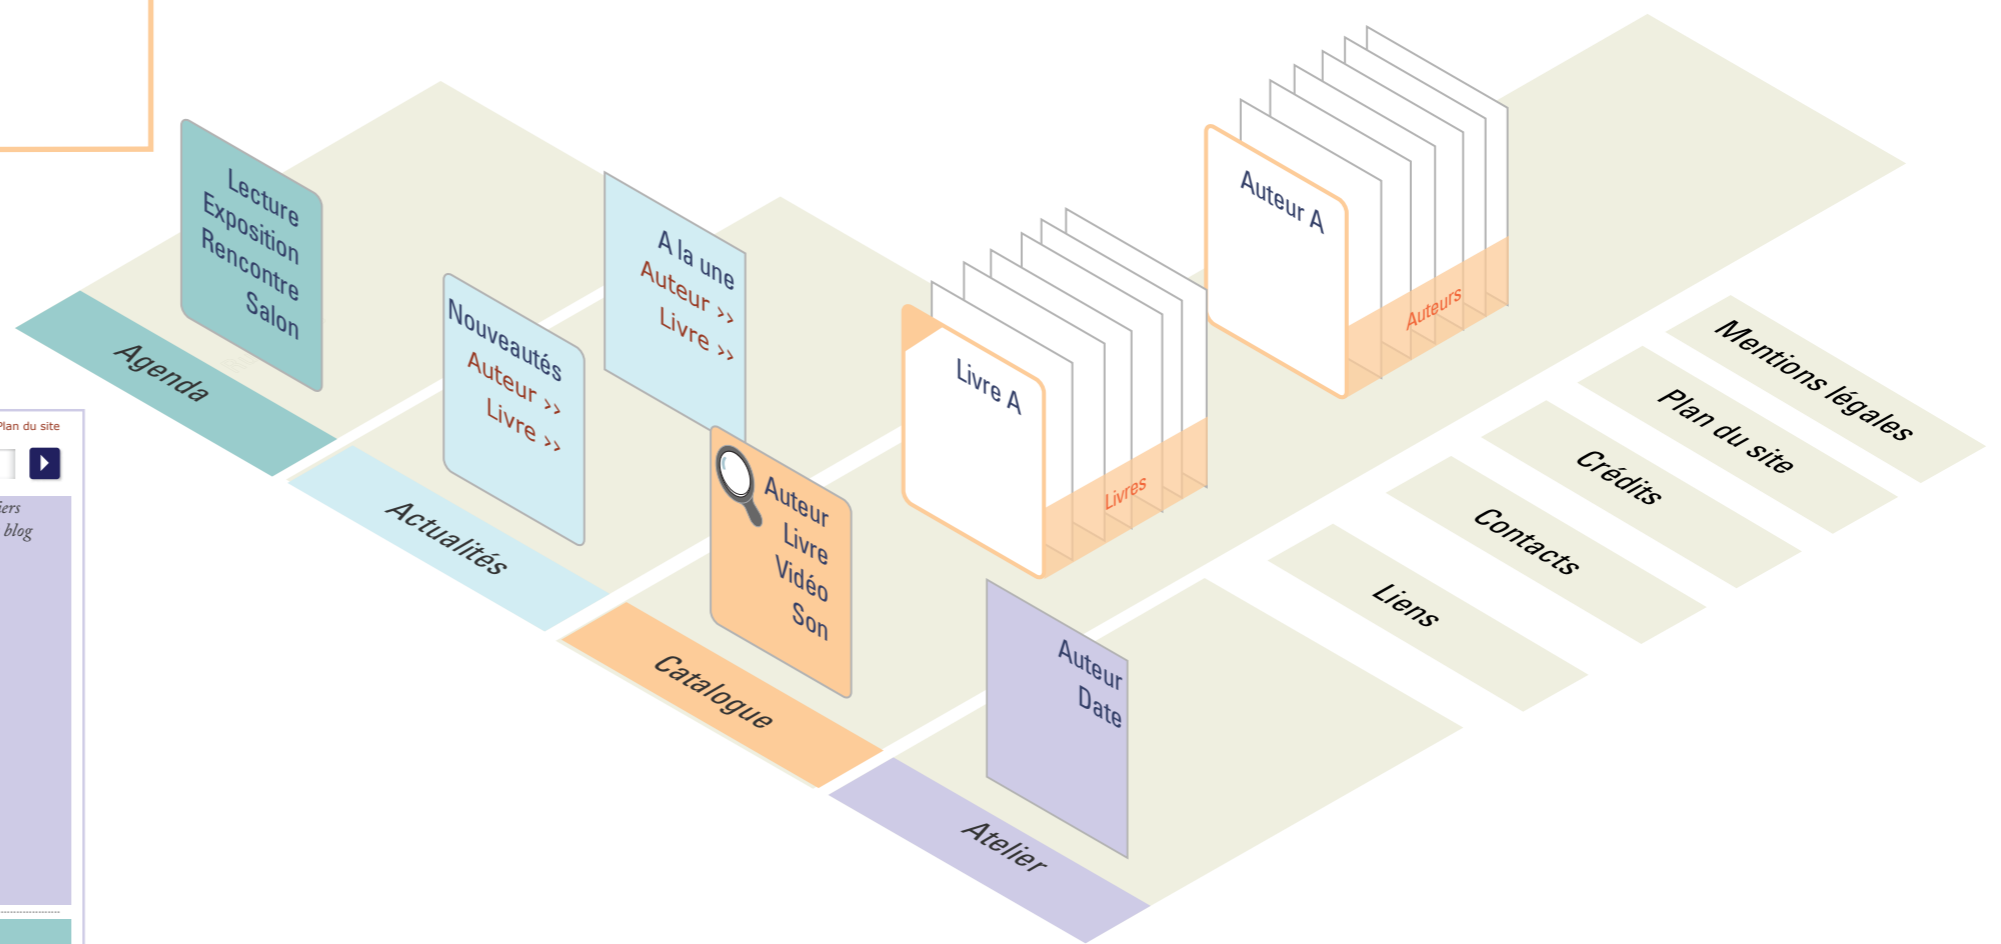 Lecture
Exposition
Rencontre
Salon
Agenda
Nouveautés
Auteur >>
Livre >>
A la une
Auteur >>
Livre >>
Actualités
Auteur
Livre
Vidéo
Son
Catalogue
Livre A
Livres
Auteur A
Auteurs
Auteur
Date
Atelier
Mentions légales
Plan du site
Crédits
Contacts
Liens
Plan du site
iers
blog